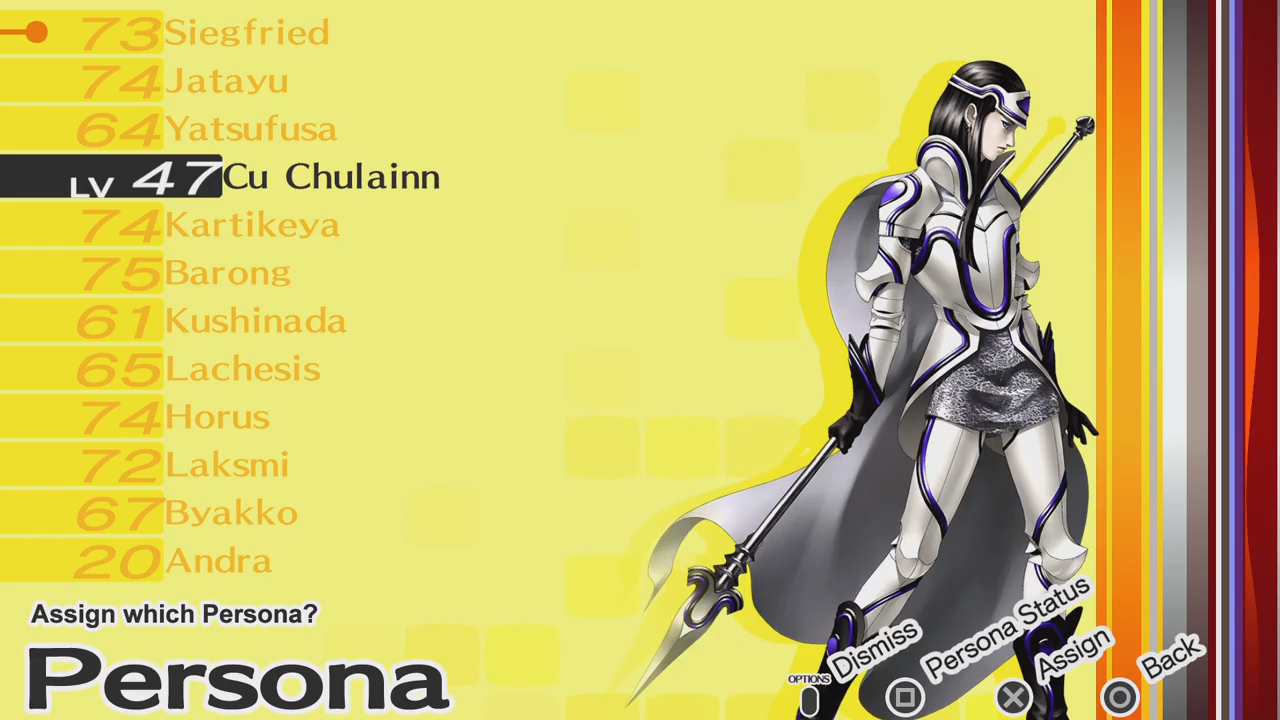 73 Siegfried
74 Jatayu
64 Yatsufusa
LV 47 Cu Chulainn
74 Kartikeya
75 Barong
61 Kushinada
65 Lachesis
74 Horus
72 Laksmi
67 Byakko
20 Andra
Assign which Persona?
Persona
OPTIONS Dismiss Persona Status Assign Back